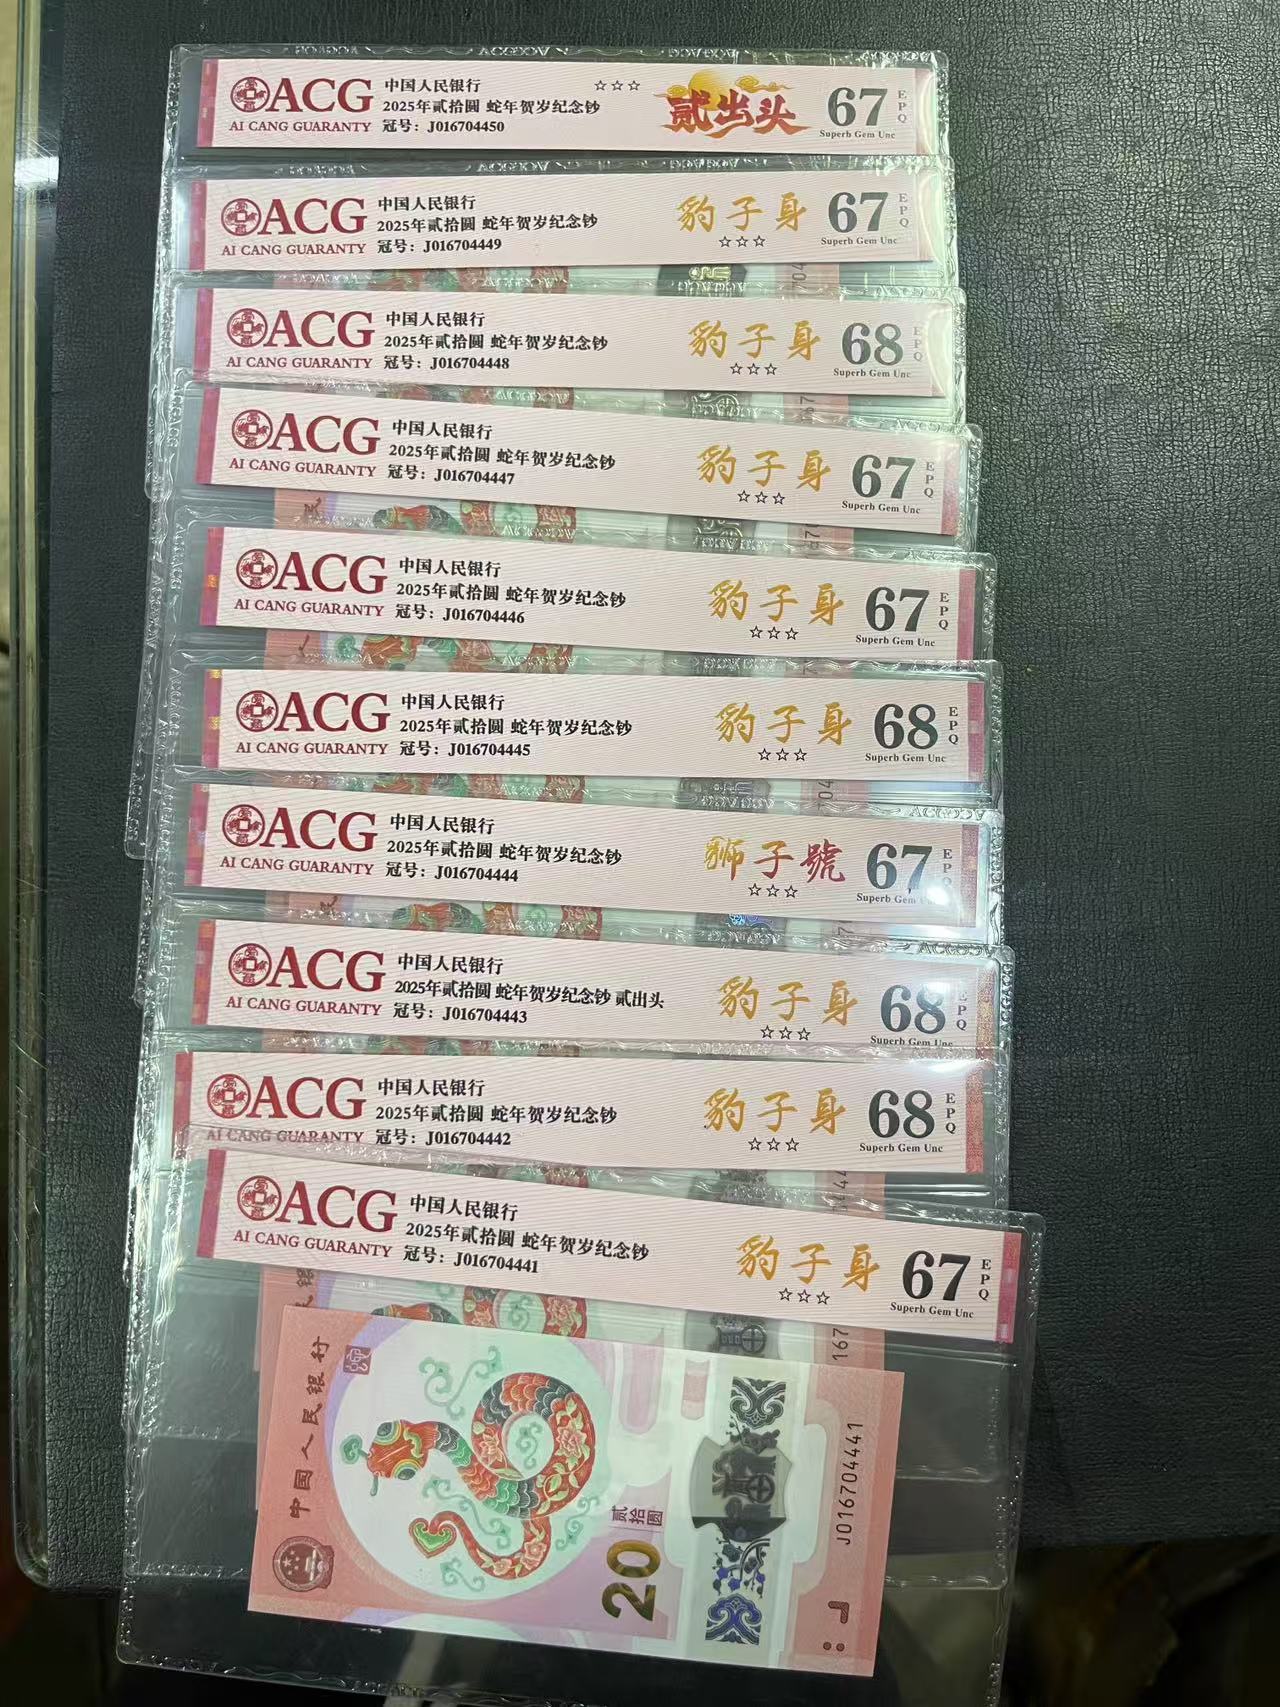 ACG
AI CANG GUARANTY
中国人民银行
2025年贰拾圆 蛇年贺岁纪念钞
冠号：J016704450
☆☆☆
贰出头
67
EPQ
Superb Gem Unc
ACG
AI CANG GUARANTY
中国人民银行
2025年贰拾圆 蛇年贺岁纪念钞
冠号：J016704449
豹子身
☆☆☆
67
EPQ
Superb Gem Unc
ACG
AI CANG GUARANTY
中国人民银行
2025年贰拾圆 蛇年贺岁纪念钞
冠号：J016704448
豹子身
☆☆☆
68
EPQ
Superb Gem Unc
ACG
AI CANG GUARANTY
中国人民银行
2025年贰拾圆 蛇年贺岁纪念钞
冠号：J016704447
豹子身
☆☆☆
67
EPQ
Superb Gem Unc
ACG
AI CANG GUARANTY
中国人民银行
2025年贰拾圆 蛇年贺岁纪念钞
冠号：J016704446
豹子身
☆☆☆
67
EPQ
Superb Gem Unc
ACG
AI CANG GUARANTY
中国人民银行
2025年贰拾圆 蛇年贺岁纪念钞
冠号：J016704445
豹子身
☆☆☆
68
EPQ
Superb Gem Unc
ACG
AI CANG GUARANTY
中国人民银行
2025年贰拾圆 蛇年贺岁纪念钞
冠号：J016704444
狮子號
☆☆☆
67
EPQ
Superb Gem
ACG
AI CANG GUARANTY
中国人民银行
2025年贰拾圆 蛇年贺岁纪念钞 贰出头
冠号：J016704443
豹子身
☆☆☆
68
EPQ
Superb Gem Unc
ACG
AI CANG GUARANTY
中国人民银行
2025年贰拾圆 蛇年贺岁纪念钞
冠号：J016704442
豹子身
☆☆☆
68
EPQ
Superb Gem Unc
ACG
AI CANG GUARANTY
中国人民银行
2025年贰拾圆 蛇年贺岁纪念钞
冠号：J016704441
豹子身
☆☆☆
67
EPQ
Superb Gem Unc
中国人民银行
贰拾圆
20
J016704441